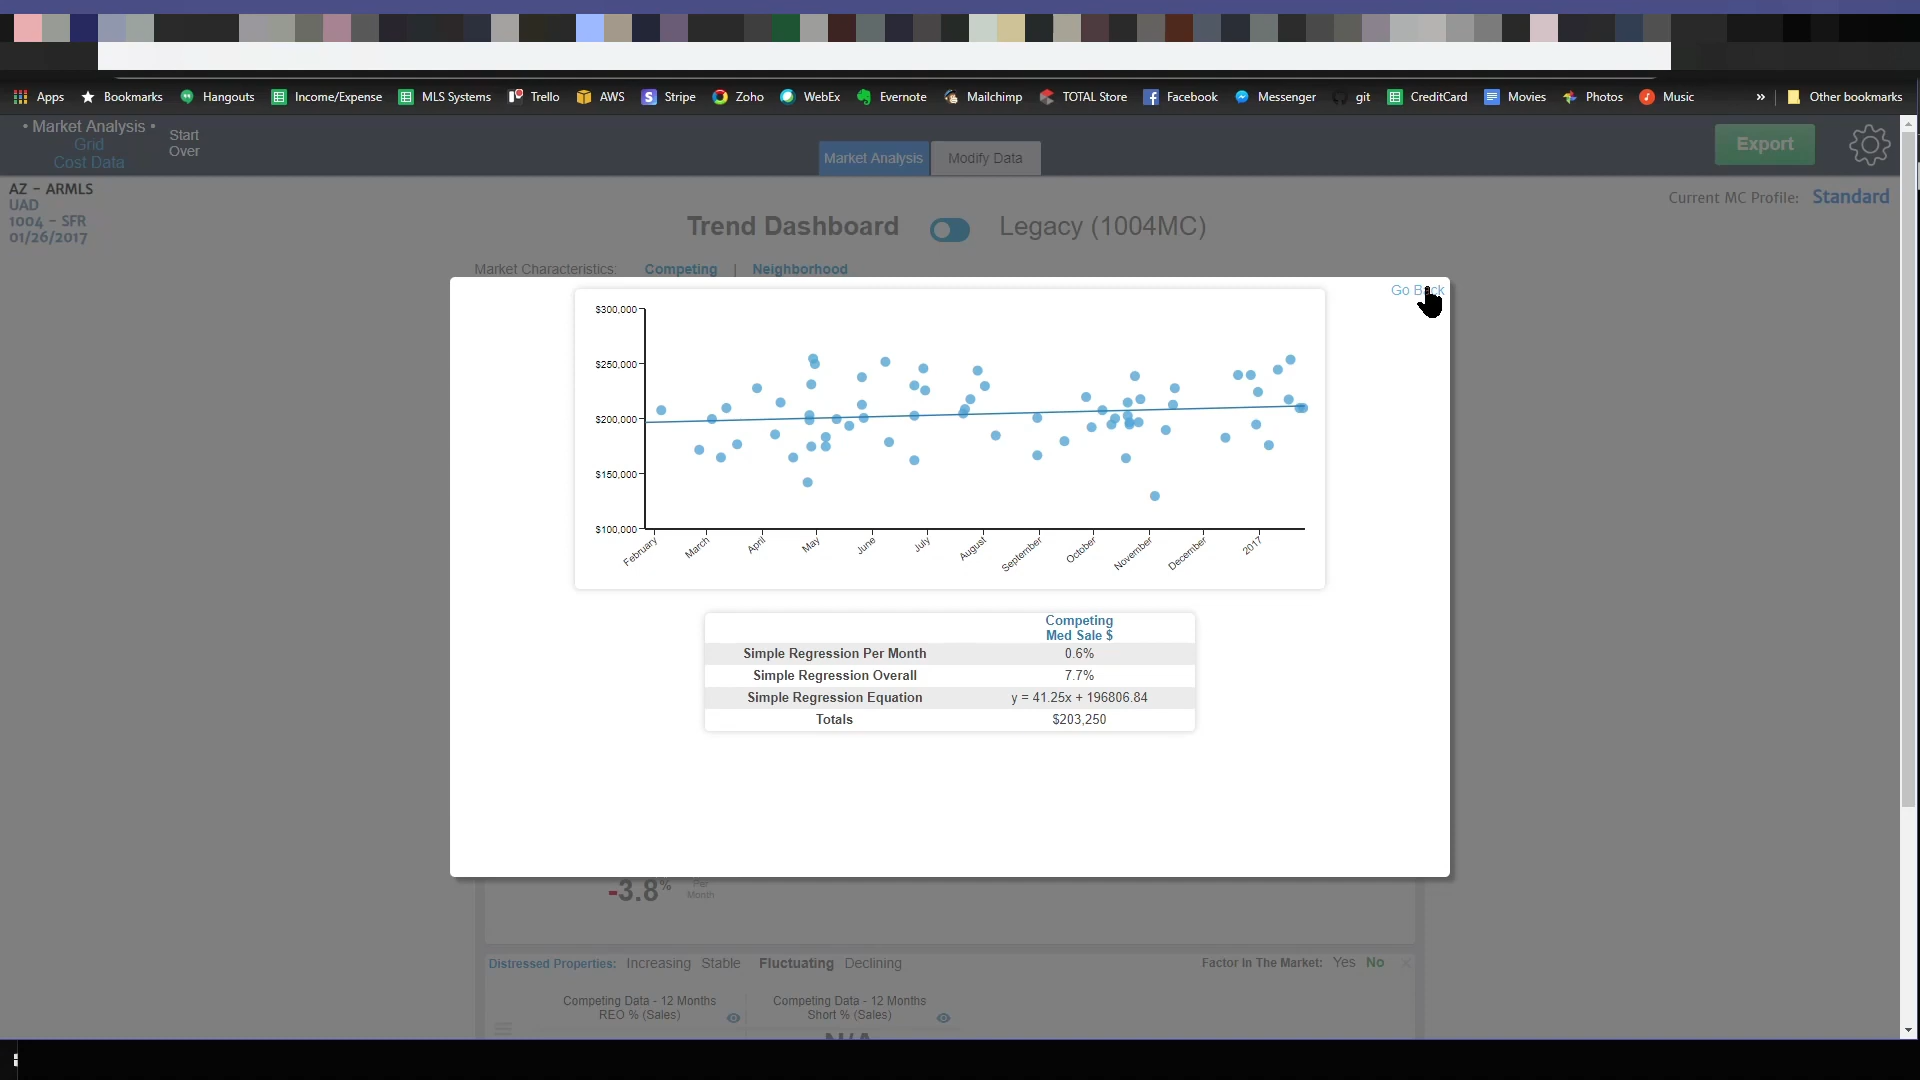 Apps Bookmarks Hangouts Income/Expense MLS Systems Trello AWS Stripe Zoho WebEx Evernote Mailchimp TOTAL Store Facebook Messenger git CreditCard Movies Photos Music » Other bookmarks
• Market Analysis •
Grid
Cost Data
Start
Over
Market Analysis
Modify Data
Export
AZ - ARMLS
UAD
1004 - SFR
01/26/2017
Current MC Profile: Standard
Trend Dashboard Legacy (1004MC)
Market Characteristics: Competing | Neighborhood
Go Back
$300,000
$250,000
$200,000
$150,000
$100,000
February March April May June July August September October November December 2017
Competing
Med Sale $
Simple Regression Per Month 0.6%
Simple Regression Overall 7.7%
Simple Regression Equation y = 41.25x + 196806.84
Totals $203,250
-3.8%
Per
Month
Distressed Properties: Increasing Stable Fluctuating Declining Factor In The Market: Yes No
Competing Data - 12 Months
REO % (Sales)
Competing Data - 12 Months
Short % (Sales)
N/A